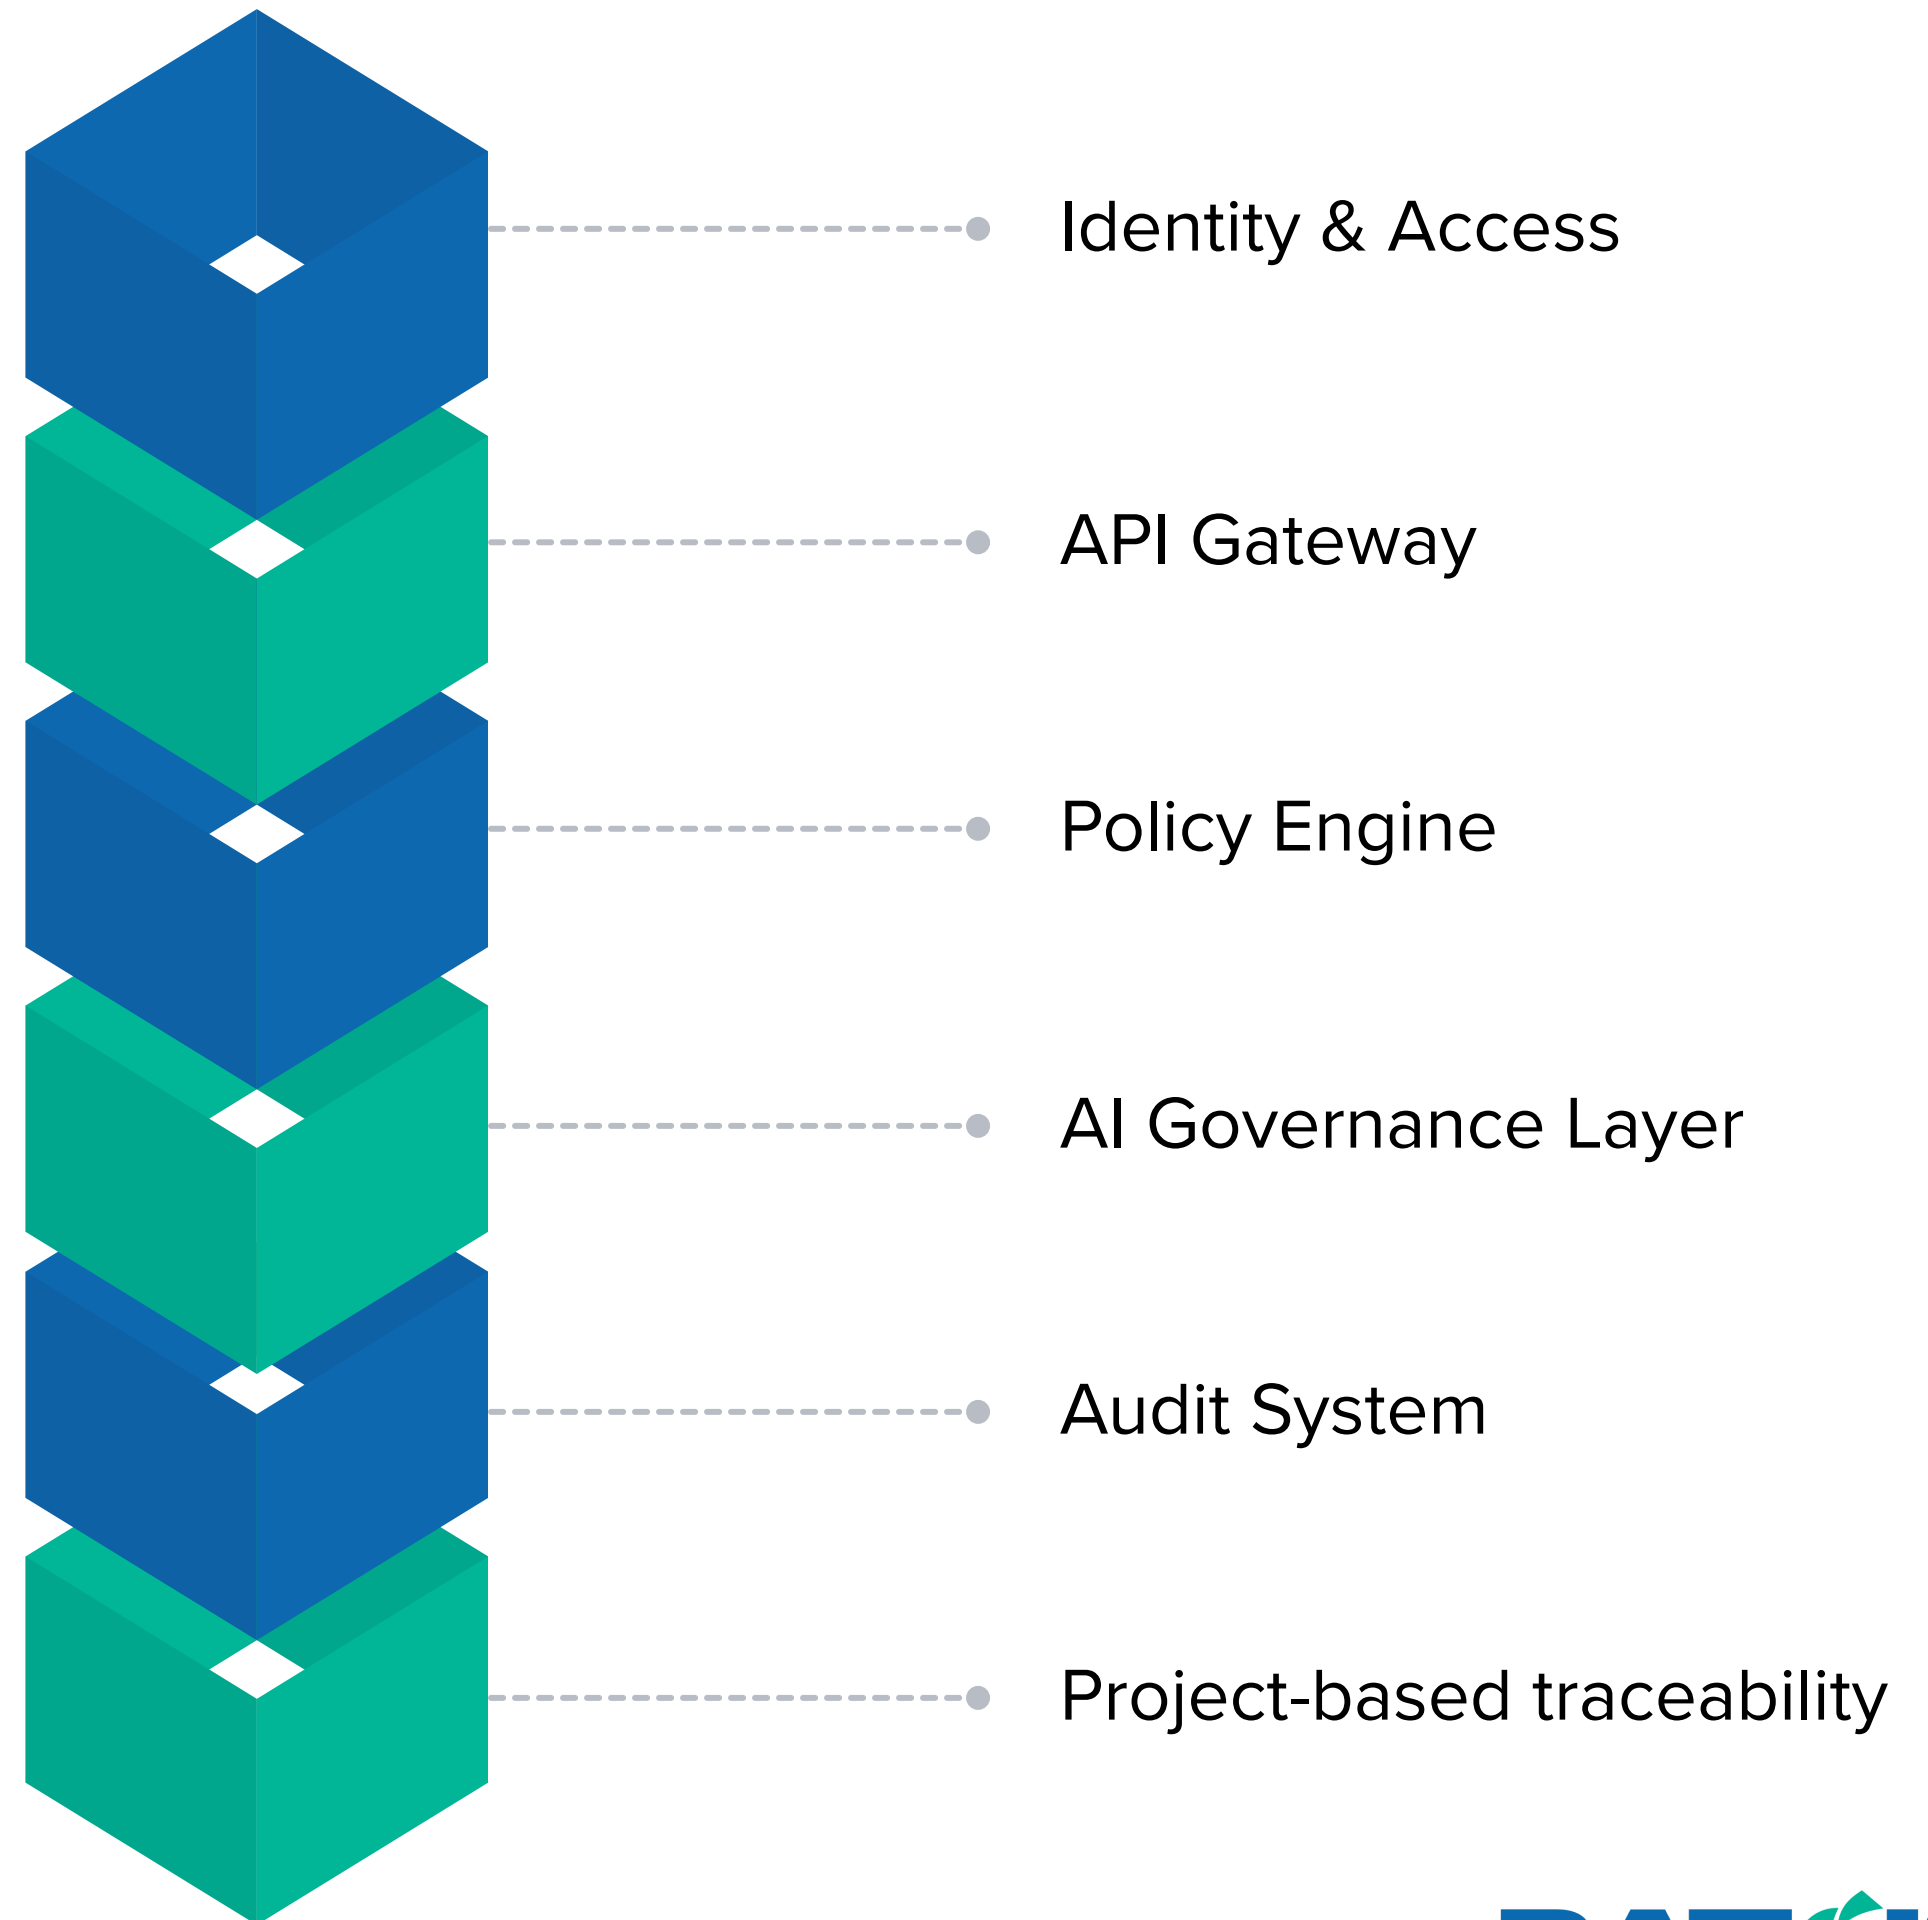 Identity & Access
API Gateway
Policy Engine
AI Governance Layer
Audit System
Project-based traceability